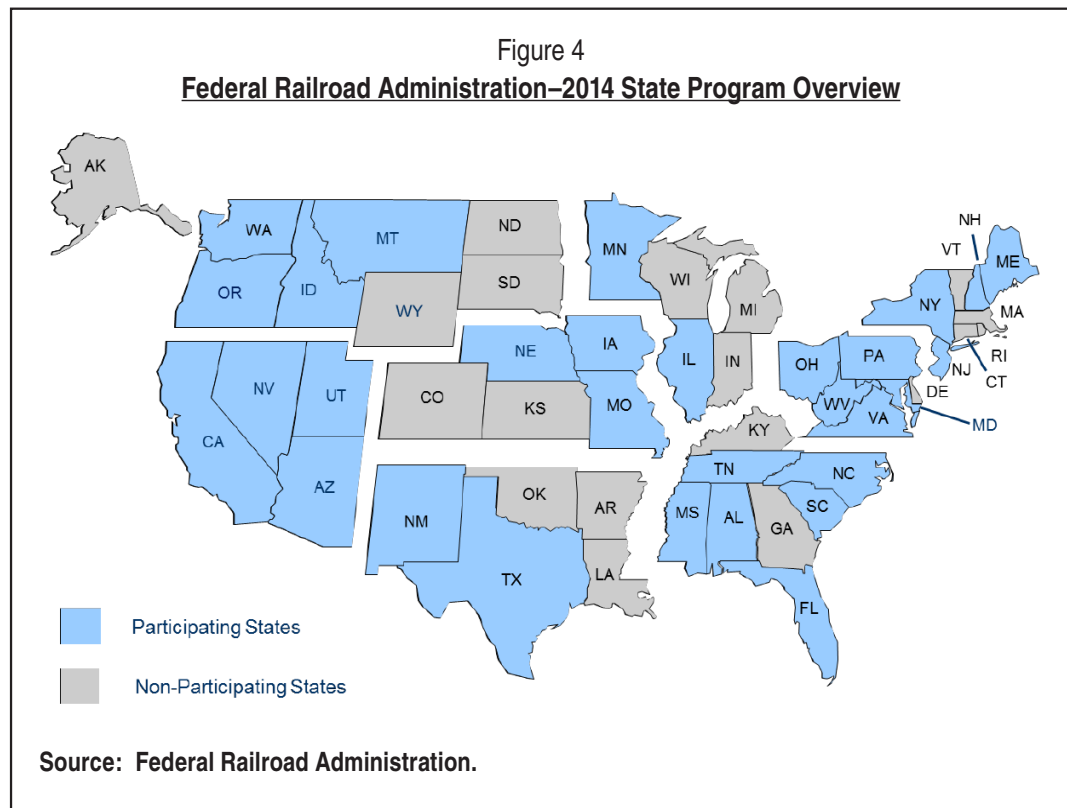 Figure 4
Federal Railroad Administration–2014 State Program Overview
AK
WA
MT
ND
MN
NH
VT
ME
OR
ID
SD
WI
NY
MA
WY
MI
IA
NE
OH
PA
RI
NV
UT
CO
IL
IN
NJ
CT
DE
KS
MO
WV
VA
CA
MD
KY
AZ
TN
NC
OK
AR
NM
MS
AL
SC
GA
TX
LA
FL
Participating States
Non-Participating States
Source: Federal Railroad Administration.